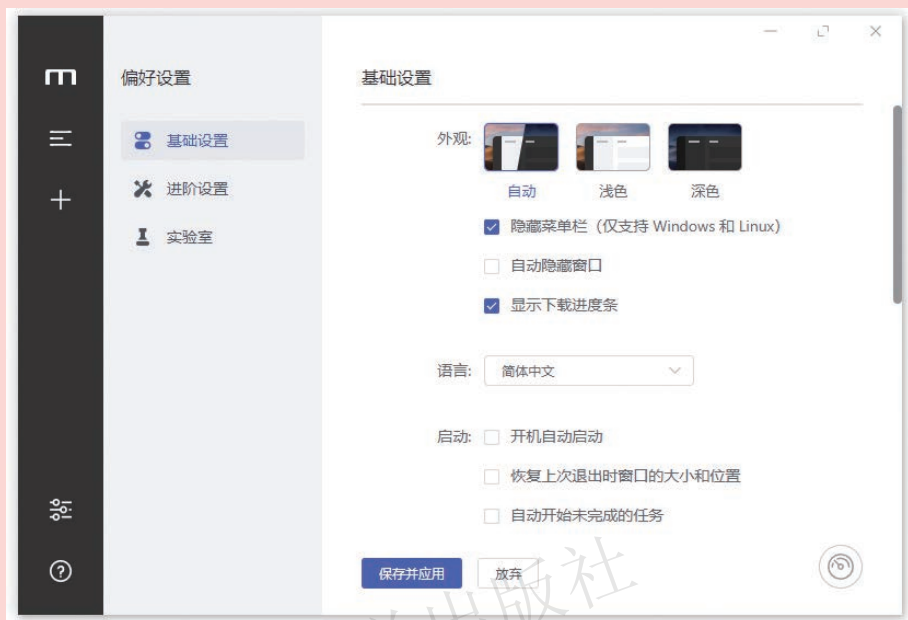 m
偏好设置
基础设置
进阶设置
实验室
基础设置
外观:
自动 浅色 深色
隐藏菜单栏（仅支持 Windows 和 Linux）
自动隐藏窗口
显示下载进度条
语言: 简体中文
启动: 开机自动启动
恢复上次退出时窗口的大小和位置
自动开始未完成的任务
保存并应用 放弃
出版社